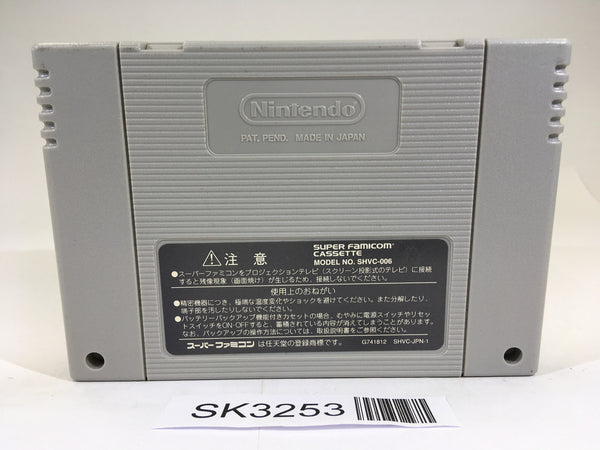 Nintendo
PAT. PEND. MADE IN JAPAN
⚠注意
SUPER FAMICOM
CASSETTE
MODEL NO. SHVC-006
●スーパーファミコンをプロジェクションテレビ（スクリーン投影式のテレビ）に接続
すると残像現象（画面焼け）が生じるため、接続しないでください。
使用上のおねがい
●精密機器につき、極端な温度変化やショックを避けてください。また分解したり、
端子部を汚したりしないでください。
●バッテリーバックアップ機能付きカセットの場合、むやみに電源スイッチやリセ
ットスイッチをON-OFFすると、蓄積されている内容が消えてしまうことがあります。
なお、バックアップの操作方法については、取扱説明書をご参照ください。
スーパーファミコンは任天堂の登録商標です。 G741812 SHVC-JPN-1
SK3253